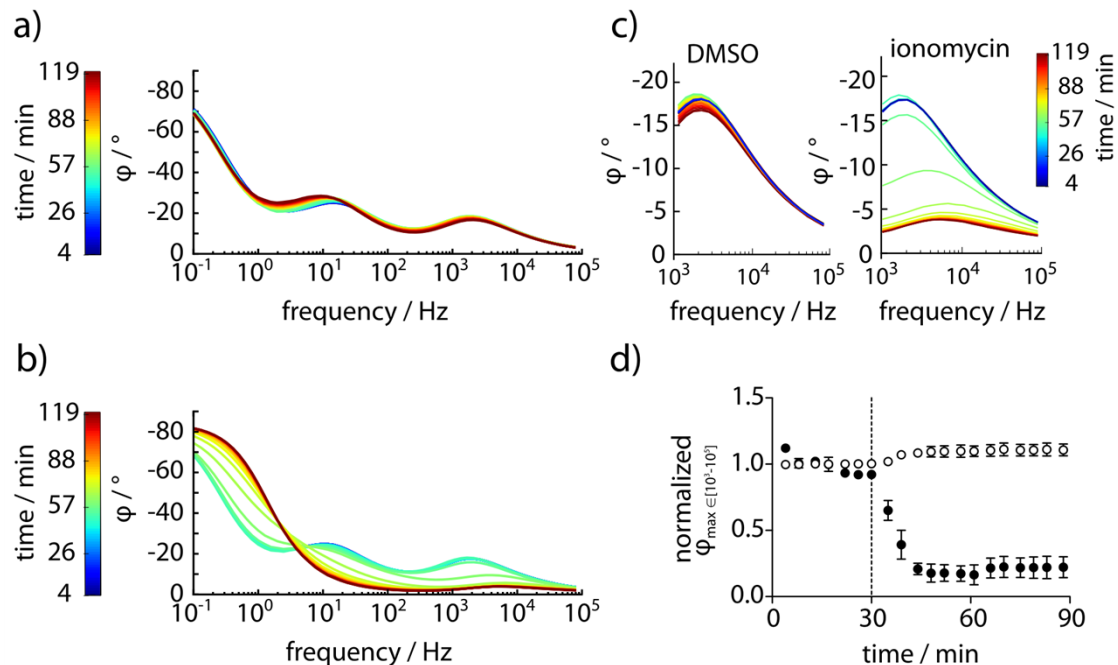 a)
119
88
57
26
4
time / min
φ / °
-80
-60
-40
-20
0
10⁻¹ 10⁰ 10¹ 10² 10³ 10⁴ 10⁵
frequency / Hz
b)
119
88
57
26
4
time / min
φ / °
-80
-60
-40
-20
0
10⁻¹ 10⁰ 10¹ 10² 10³ 10⁴ 10⁵
frequency / Hz
c)
DMSO
φ / °
-20
-15
-10
-5
0
10³ 10⁴ 10⁵
frequency / Hz
ionomycin
φ / °
-20
-15
-10
-5
0
10³ 10⁴ 10⁵
frequency / Hz
119
88
57
26
4
time / min
d)
normalized
φmax ∈[10³-10⁵]
1.5
1.0
0.5
0.0
0 30 60 90
time / min